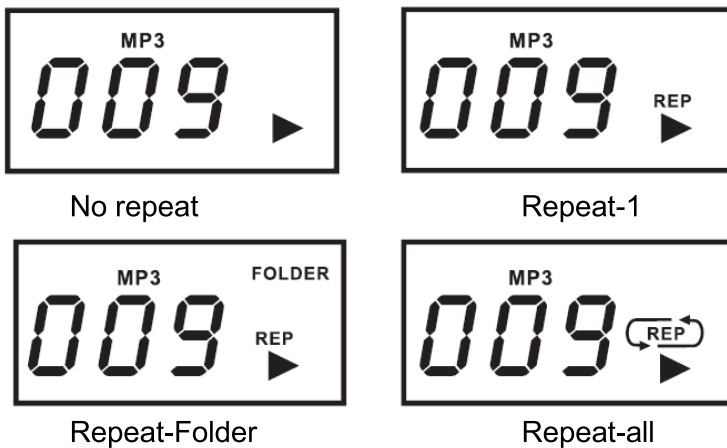 MP3
009
No repeat
MP3
009
REP
Repeat-1
MP3
FOLDER
009
REP
Repeat-Folder
MP3
009
REP
Repeat-all